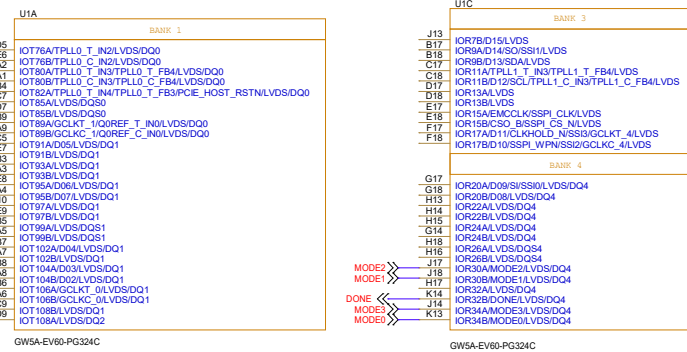 U1A
BANK 1
IOT76A/TPLL0_T_IN2/LVDS/DQ0
IOT76B/TPLL0_C_IN2/LVDS/DQ0
IOT80A/TPLL0_T_IN3/TPLL0_T_FB4/LVDS/DQ0
IOT80B/TPLL0_C_IN3/TPLL0_C_FB4/LVDS/DQ0
IOT82A/TPLL0_T_IN4/TPLL0_T_FB3/PCIE_HOST_RSTN/LVDS/DQ0
IOT85A/LVDS/DQS0
IOT85B/LVDS/DQS0
IOT89A/GCLKT_1/Q0REF_T_IN0/LVDS/DQ0
IOT89B/GCLKC_1/Q0REF_C_IN0/LVDS/DQ0
IOT91A/D05/LVDS/DQ1
IOT91B/LVDS/DQ1
IOT93A/LVDS/DQ1
IOT93B/LVDS/DQ1
IOT95A/D06/LVDS/DQ1
IOT95B/D07/LVDS/DQ1
IOT97A/LVDS/DQ1
IOT97B/LVDS/DQ1
IOT99A/LVDS/DQS1
IOT99B/LVDS/DQS1
IOT102A/D04/LVDS/DQ1
IOT102B/LVDS/DQ1
IOT104A/D03/LVDS/DQ1
IOT104B/D02/LVDS/DQ1
IOT106A/GCLKT_0/LVDS/DQ1
IOT106B/GCLKC_0/LVDS/DQ1
IOT108B/LVDS/DQ1
IOT108A/LVDS/DQ2
GW5A-EV60-PG324C
U1C
BANK 3
J13 IOR7B/D15/LVDS
B17 IOR9A/D14/SO/SSI1/LVDS
B18 IOR9B/D13/SDA/LVDS
C17 IOR11A/TPLL1_T_IN3/TPLL1_T_FB4/LVDS
C18 IOR11B/D12/SCL/TPLL1_C_IN3/TPLL1_C_FB4/LVDS
D17 IOR13A/LVDS
D18 IOR13B/LVDS
E17 IOR15A/EMCCLK/SSPI_CLK/LVDS
E18 IOR15B/CSO_B/SSPI_CS_N/LVDS
F17 IOR17A/D11/CLKHOLD_N/SSI3/GCLKT_4/LVDS
F18 IOR17B/D10/SSPI_WPN/SSI2/GCLKC_4/LVDS
BANK 4
G17 IOR20A/D09/SI/SSI0/LVDS/DQ4
G18 IOR20B/D08/LVDS/DQ4
H13 IOR22A/LVDS/DQ4
H14 IOR22B/LVDS/DQ4
H15 IOR24A/LVDS/DQ4
G14 IOR24B/LVDS/DQ4
H18 IOR26A/LVDS/DQS4
H16 IOR26B/LVDS/DQS4
MODE2 J17 IOR30A/MODE2/LVDS/DQ4
MODE1 J18 IOR30B/MODE1/LVDS/DQ4
H17 IOR32A/LVDS/DQ4
DONE K14 IOR32B/DONE/LVDS/DQ4
MODE3 J14 IOR34A/MODE3/LVDS/DQ4
MODE0 K13 IOR34B/MODE0/LVDS/DQ4
GW5A-EV60-PG324C